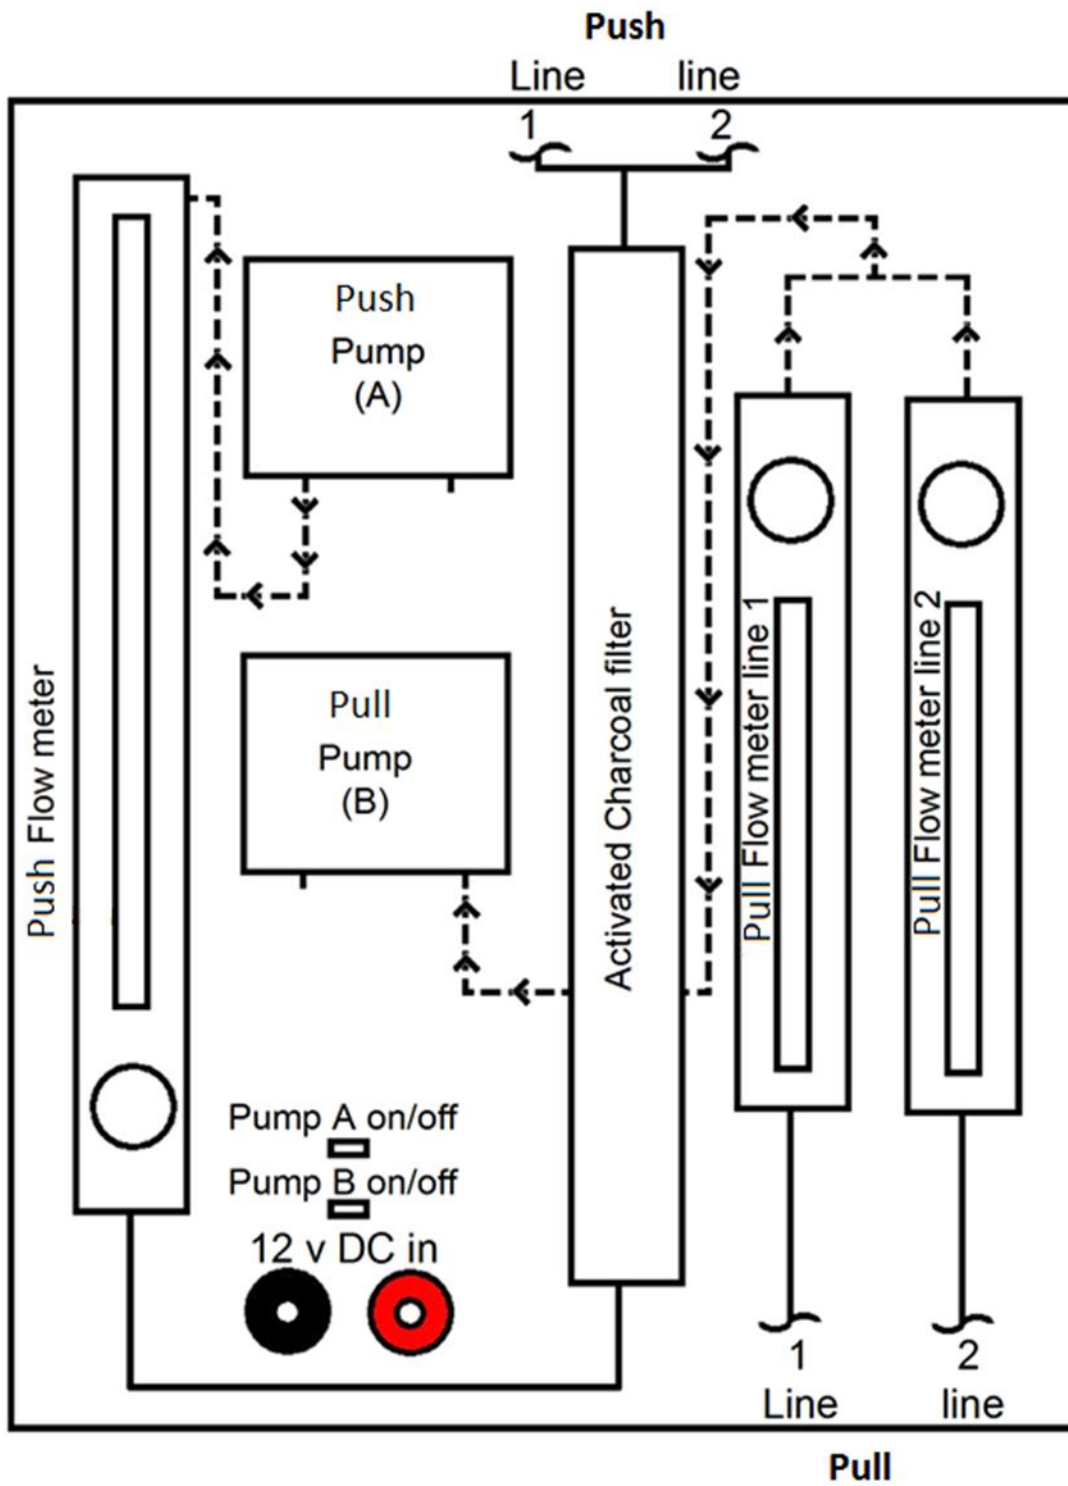 Push
Line line
1 2
Push
Pump
(A)
Push Flow meter
Pull
Pump
(B)
Activated Charcoal filter
Pull Flow meter line 1
Pull Flow meter line 2
Pump A on/off
Pump B on/off
12 v DC in
1 2
Line line
Pull